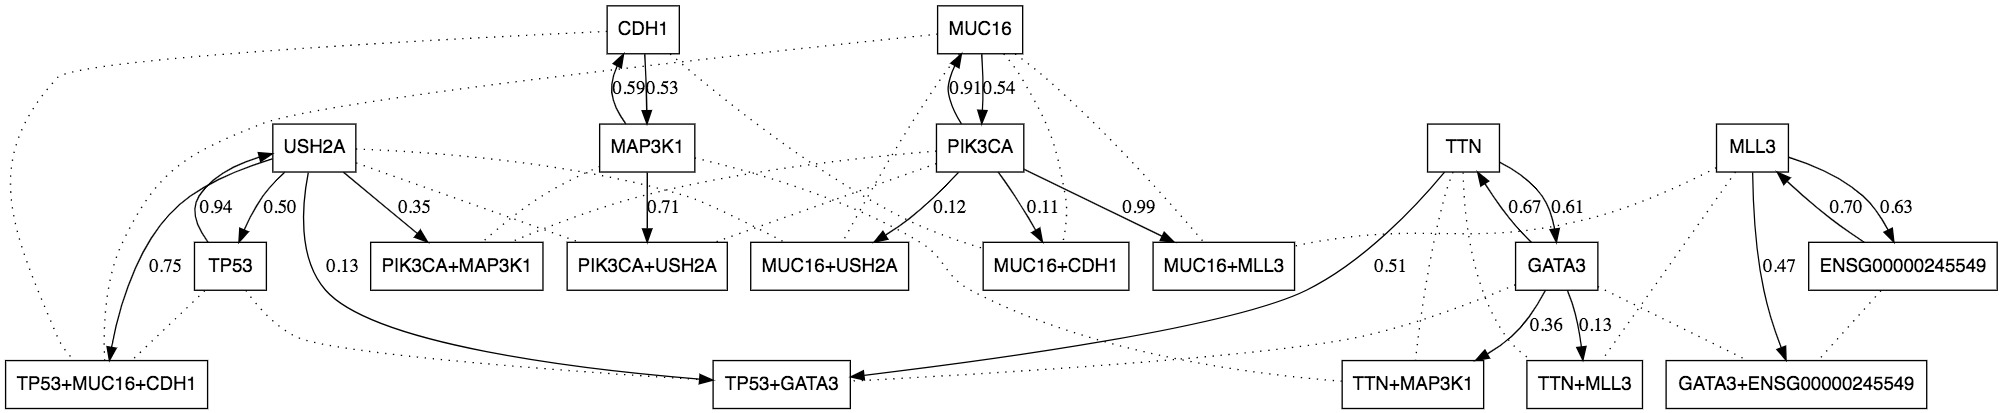 CDH1
MUC16
0.59
0.53
0.91
0.54
USH2A
MAP3K1
PIK3CA
TTN
MLL3
0.94
0.50
0.35
0.71
0.12
0.11
0.99
0.67
0.61
0.70
0.63
0.75
TP53
0.13
PIK3CA+MAP3K1
PIK3CA+USH2A
MUC16+USH2A
MUC16+CDH1
MUC16+MLL3
0.51
GATA3
0.47
ENSG00000245549
0.36
0.13
TP53+MUC16+CDH1
TP53+GATA3
TTN+MAP3K1
TTN+MLL3
GATA3+ENSG00000245549